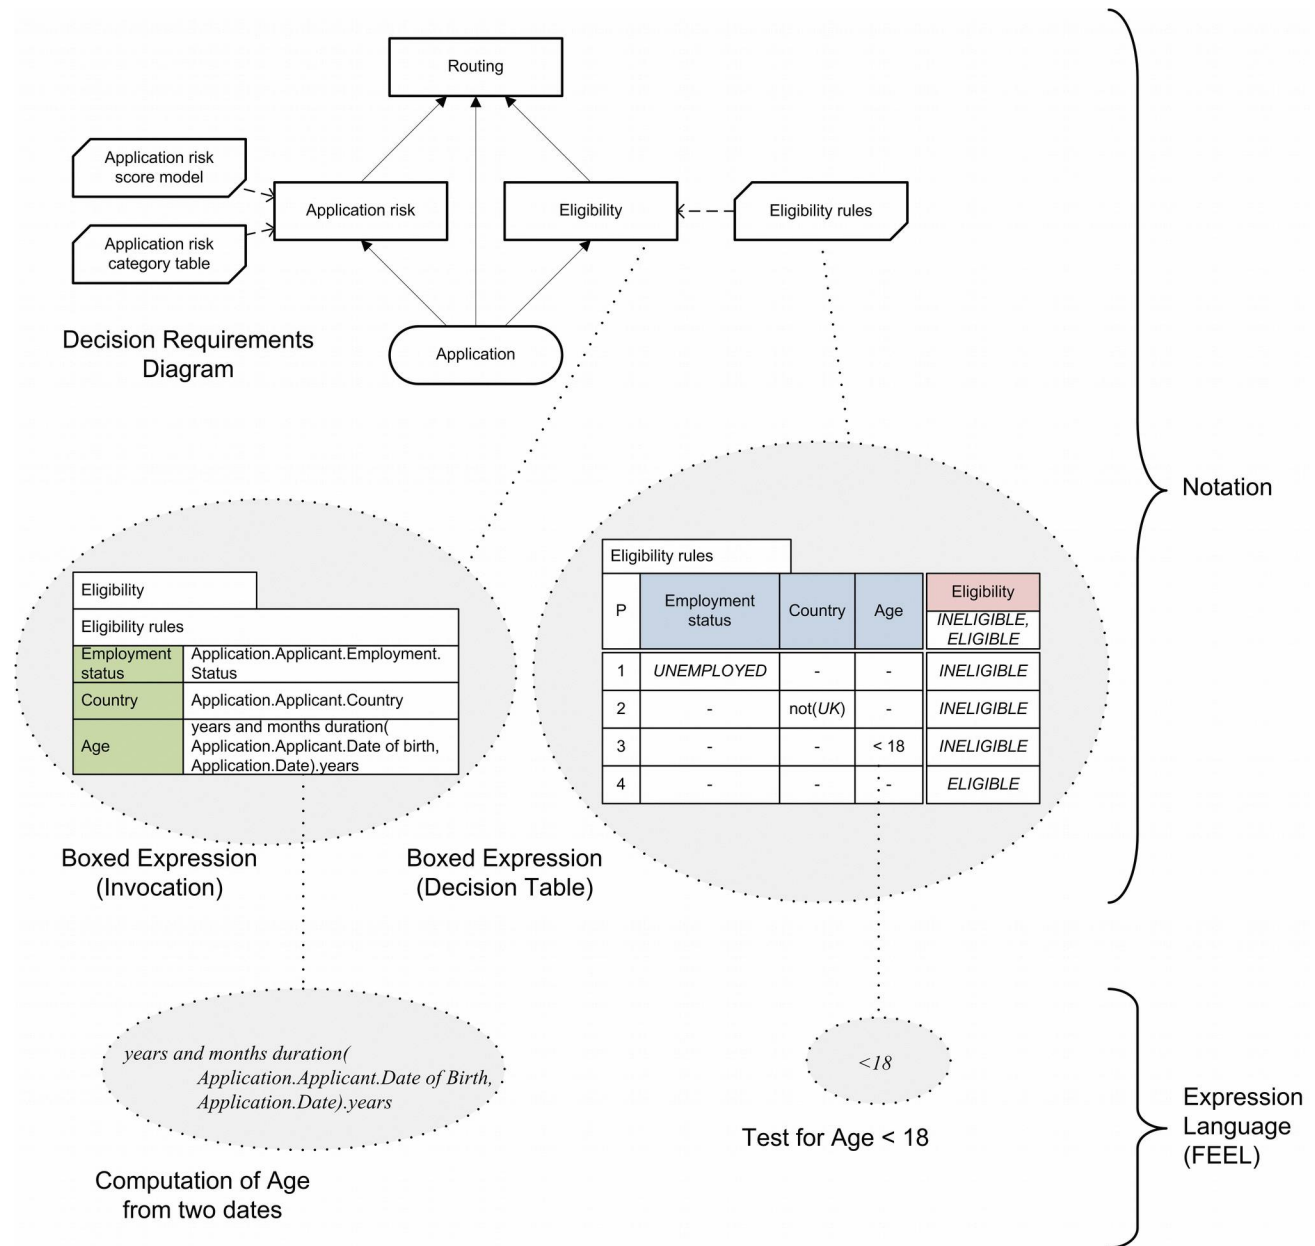 Routing
Application risk
score model
Application risk
category table
Application risk
Eligibility
Eligibility rules
Application
Decision Requirements
Diagram
Notation
Eligibility
Eligibility rules
Employment
status
Application.Applicant.Employment.
Status
Country
Application.Applicant.Country
Age
years and months duration(
Application.Applicant.Date of birth,
Application.Date).years
Boxed Expression
(Invocation)
Eligibility rules
P
Employment
status
Country
Age
Eligibility
INELIGIBLE,
ELIGIBLE
1 UNEMPLOYED - - INELIGIBLE
2 - not(UK) - INELIGIBLE
3 - - < 18 INELIGIBLE
4 - - - ELIGIBLE
Boxed Expression
(Decision Table)
years and months duration(
Application.Applicant.Date of Birth,
Application.Date).years
Computation of Age
from two dates
<18
Test for Age < 18
Expression
Language
(FEEL)